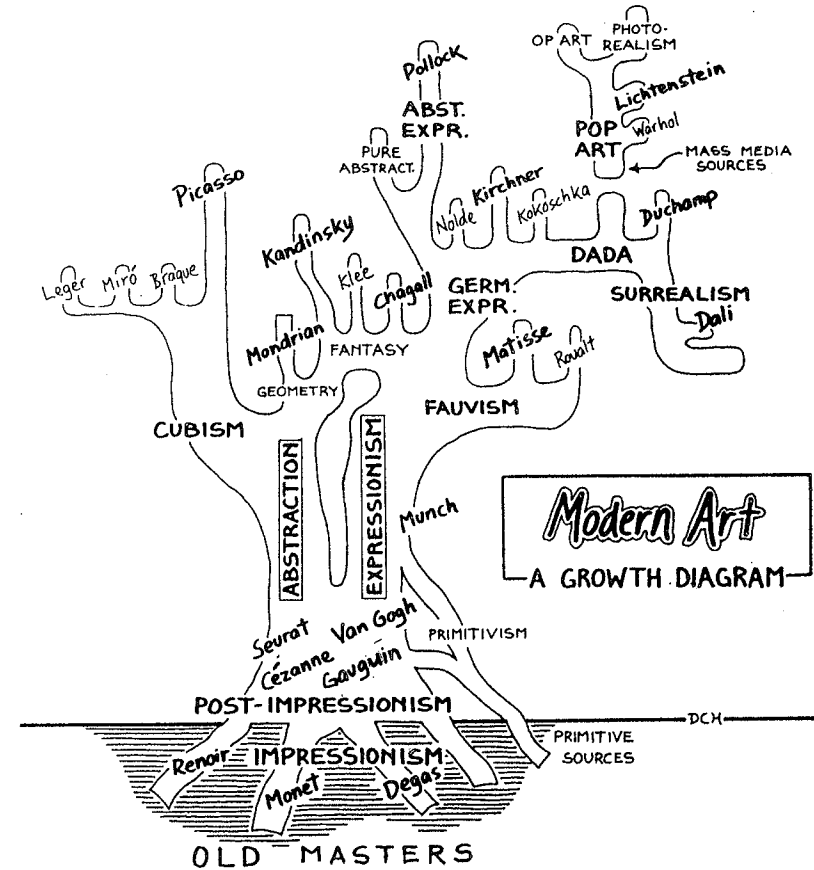 PHOTO-
OP ART
REALISM
Pollock
Lichtenstein
ABST.
EXPR.
POP
ART
Warhol
PURE
ABSTRACT.
MASS MEDIA
SOURCES
Picasso
Kirchner
Nolde
Kokoschka
Duchamp
Kandinsky
DADA
Leger
Miró
Braque
Klee
Chagall
GERM.
EXPR.
SURREALISM
Dali
Mondrian
FANTASY
Matisse
Roualt
GEOMETRY
FAUVISM
CUBISM
ABSTRACTION
EXPRESSIONISM
Munch
Modern Art
A GROWTH DIAGRAM
Seurat
Van Gogh
PRIMITIVISM
Cézanne
Gauguin
POST-IMPRESSIONISM
DCH
PRIMITIVE
SOURCES
Renoir
IMPRESSIONISM
Monet
Degas
OLD MASTERS